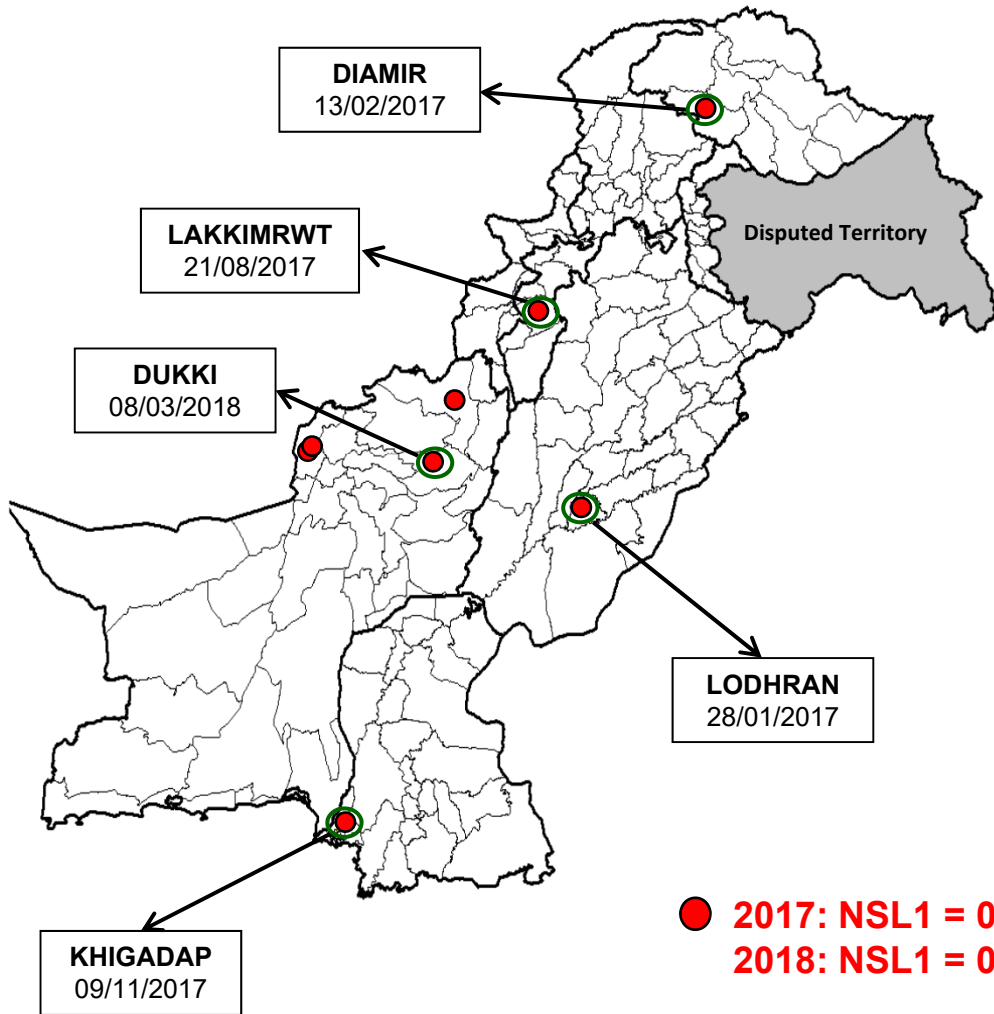 DIAMIR
13/02/2017
Disputed Territory
LAKKIMRWT
21/08/2017
DUKKI
08/03/2018
LODHRAN
28/01/2017
KHIGADAP
09/11/2017
2017: NSL1 = 0
2018: NSL1 = 0